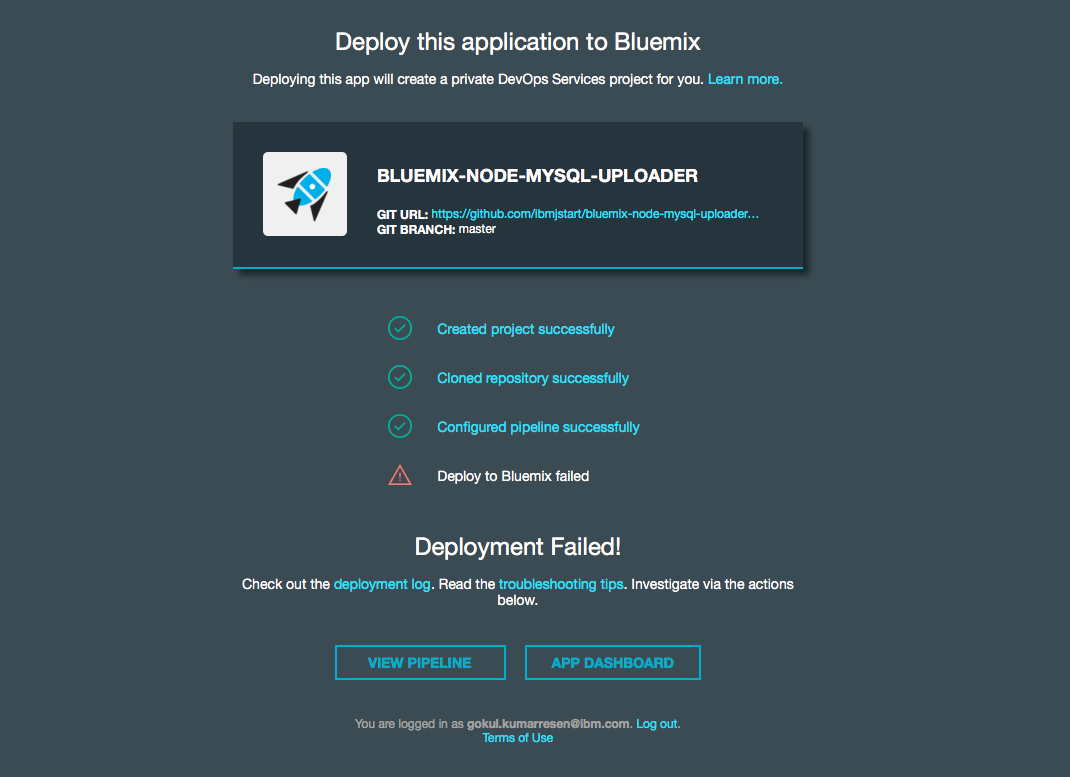 Deploy this application to Bluemix
Deploying this app will create a private DevOps Services project for you. Learn more.
BLUEMIX-NODE-MYSQL-UPLOADER
GIT URL: https://github.com/ibmjstart/bluemix-node-mysql-uploader...
GIT BRANCH: master
Created project successfully
Cloned repository successfully
Configured pipeline successfully
Deploy to Bluemix failed
Deployment Failed!
Check out the deployment log. Read the troubleshooting tips. Investigate via the actions
below.
VIEW PIPELINE APP DASHBOARD
You are logged in as gokul.kumarresen@ibm.com. Log out.
Terms of Use